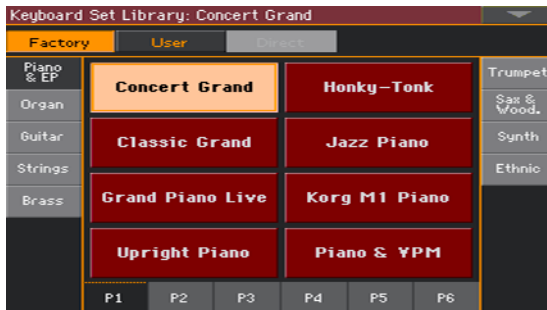 Keyboard Set Library: Concert Grand
Factory User Direct
Piano
& EP
Organ
Guitar
Strings
Brass
Concert Grand
Honky-Tonk
Classic Grand
Jazz Piano
Grand Piano Live
Korg M1 Piano
Upright Piano
Piano & ¥PM
Trumpet
Sax &
Wood.
Synth
Ethnic
P1 P2 P3 P4 P5 P6